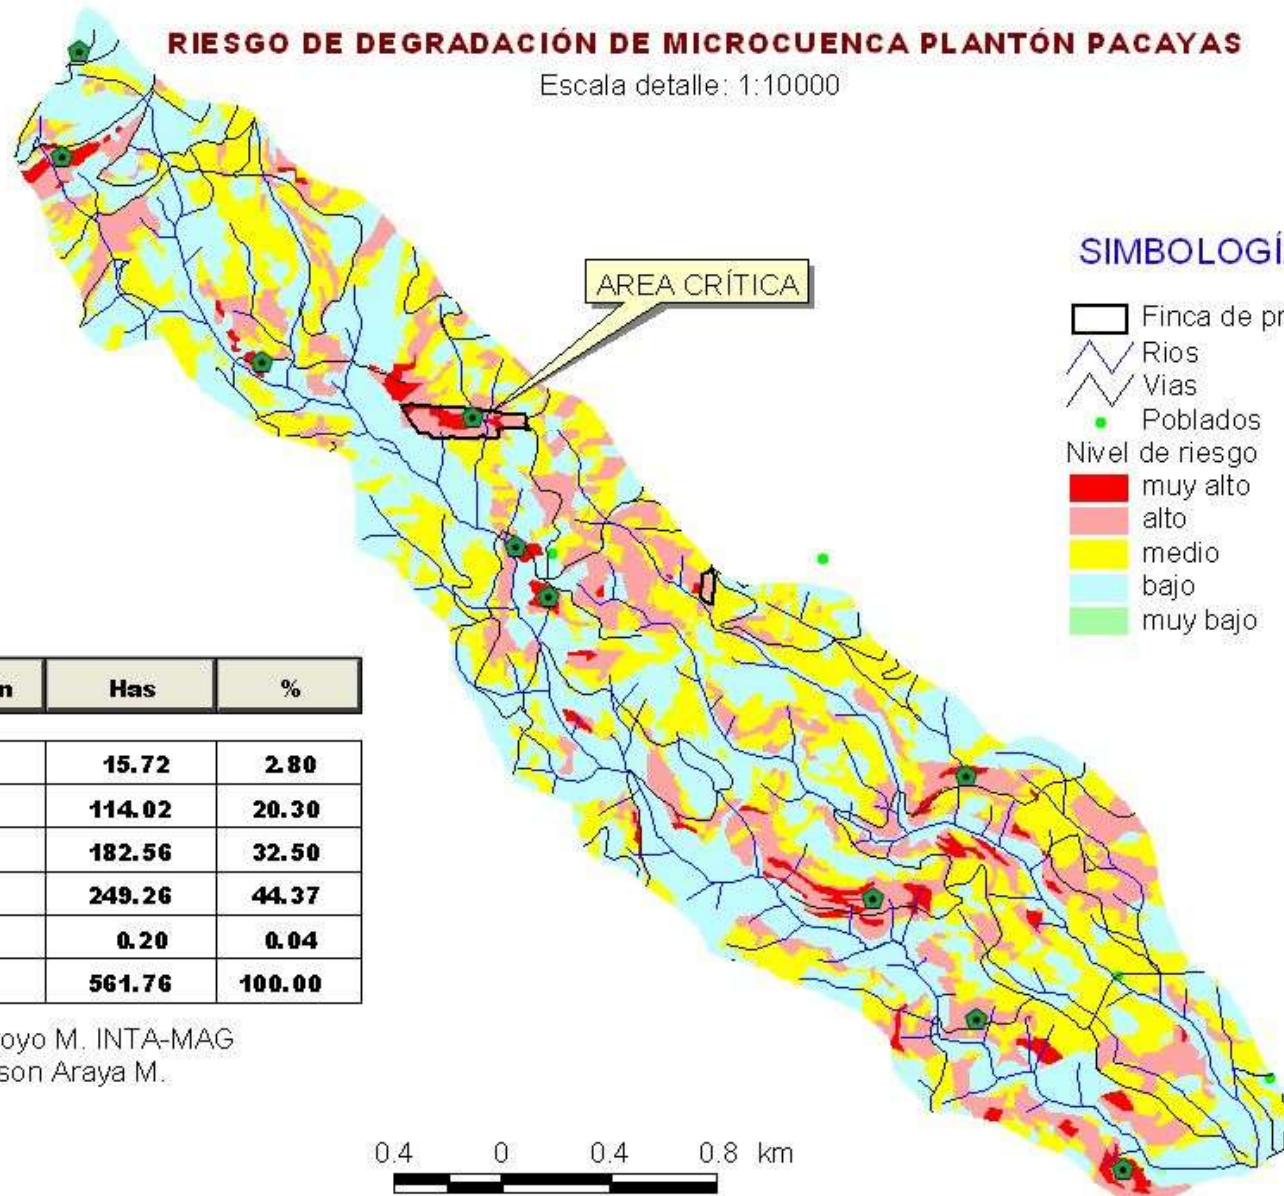 RIESGO DE DEGRADACIÓN DE MICROCUENCA PLANTÓN PACAYAS
Escala detalle: 1:10000
AREA CRÍTICA
SIMBOLOGÍ
Finca de pr
Rios
Vias
Poblados
Nivel de riesgo
muy alto
alto
medio
bajo
muy bajo
n Has %
15.72 2.80
114.02 20.30
182.56 32.50
249.26 44.37
0.20 0.04
561.76 100.00
oyo M. INTA-MAG
son Araya M.
0.4 0 0.4 0.8 km